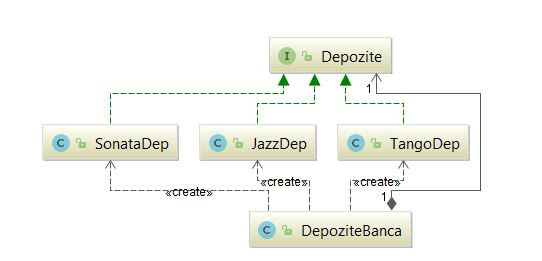 I Depozite
1
C SonataDep
C JazzDep
C TangoDep
«create»
«create»
«create»
1
C DepoziteBanca